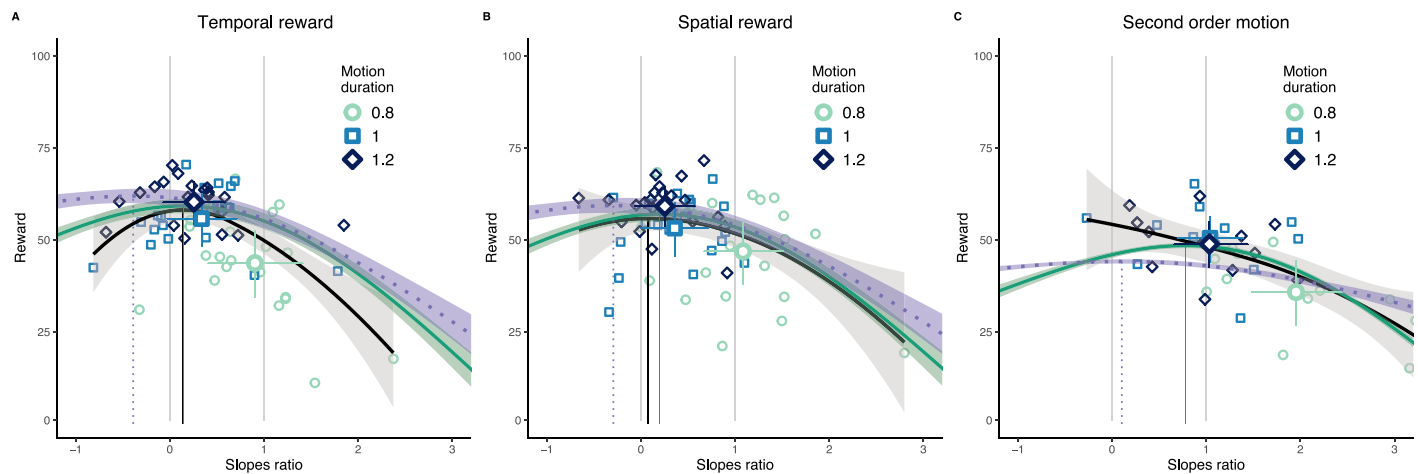 A
Temporal reward
100
75
50
25
0
Reward
−1
0
1
2
3
Slopes ratio
Motion
duration
0.8
1
1.2
B
Spatial reward
100
75
50
25
0
Reward
−1
0
1
2
3
Slopes ratio
Motion
duration
0.8
1
1.2
C
Second order motion
100
75
50
25
0
Reward
−1
0
1
2
3
Slopes ratio
Motion
duration
0.8
1
1.2